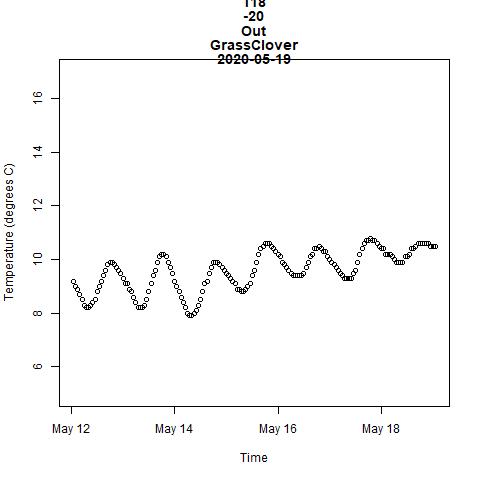 T18
-20
Out
GrassClover
2020-05-19
Temperature (degrees C)
16
14
12
10
8
6
May 12
May 14
May 16
May 18
Time